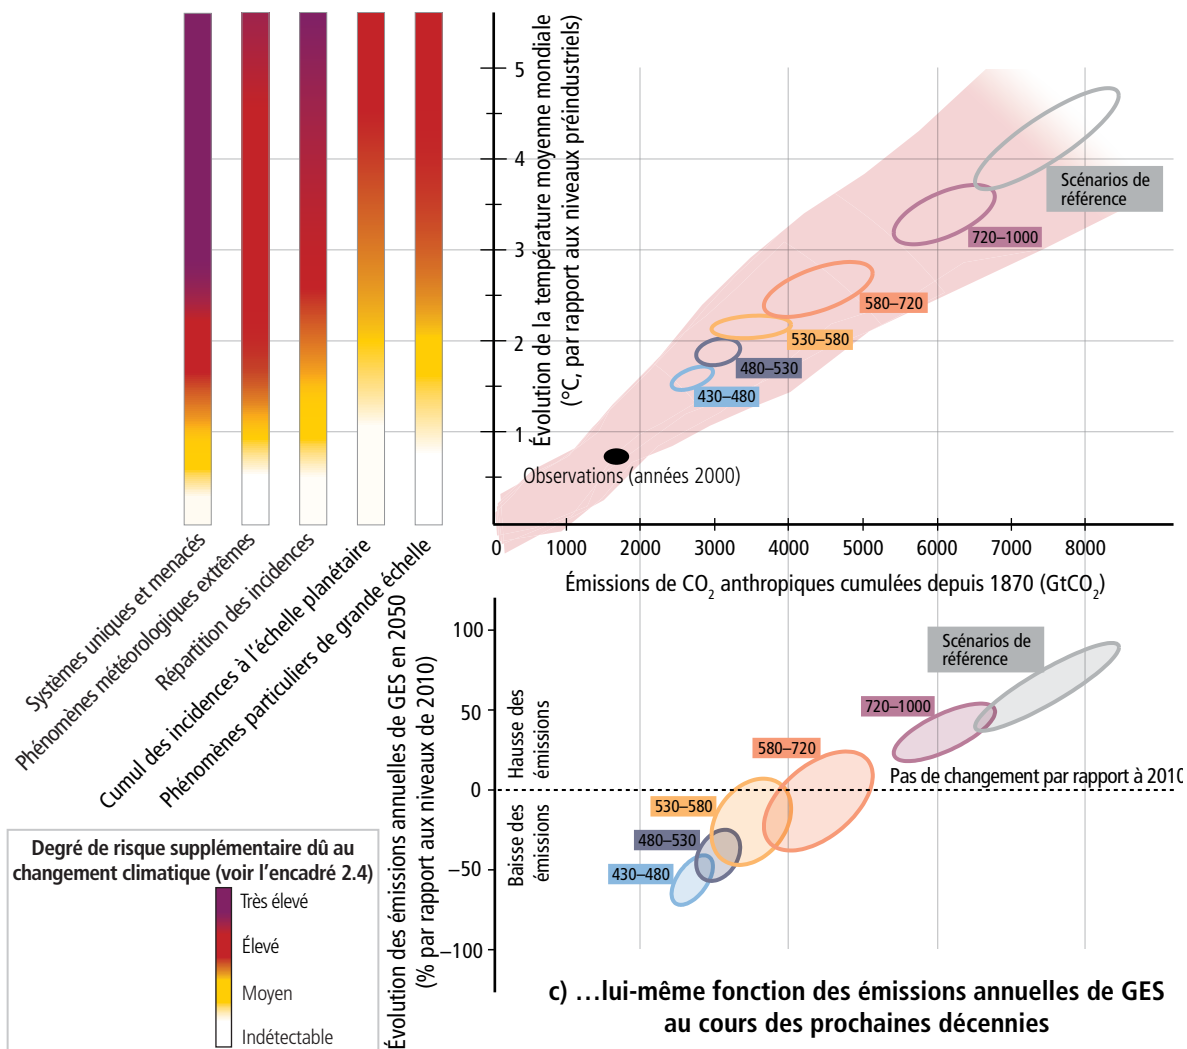 Évolution de la température moyenne mondiale
(°C, par rapport aux niveaux préindustriels)
5
4
3
2
1
Scénarios de
référence
720–1000
580–720
530–580
480–530
430–480
Observations (années 2000)
0 1000 2000 3000 4000 5000 6000 7000 8000
Émissions de CO2 anthropiques cumulées depuis 1870 (GtCO2)
Systèmes uniques et menacés
Phénomènes météorologiques extrêmes
Répartition des incidences
Cumul des incidences à l'échelle planétaire
Phénomènes particuliers de grande échelle
Degré de risque supplémentaire dû au
changement climatique (voir l'encadré 2.4)
Très élevé
Élevé
Moyen
Indétectable
Évolution des émissions annuelles de GES en 2050
(% par rapport aux niveaux de 2010)
100
50
0
−50
−100
Hausse des
émissions
Baisse des
émissions
Scénarios de
référence
720–1000
580–720
Pas de changement par rapport à 2010
530–580
480–530
430–480
c) …lui-même fonction des émissions annuelles de GES
au cours des prochaines décennies